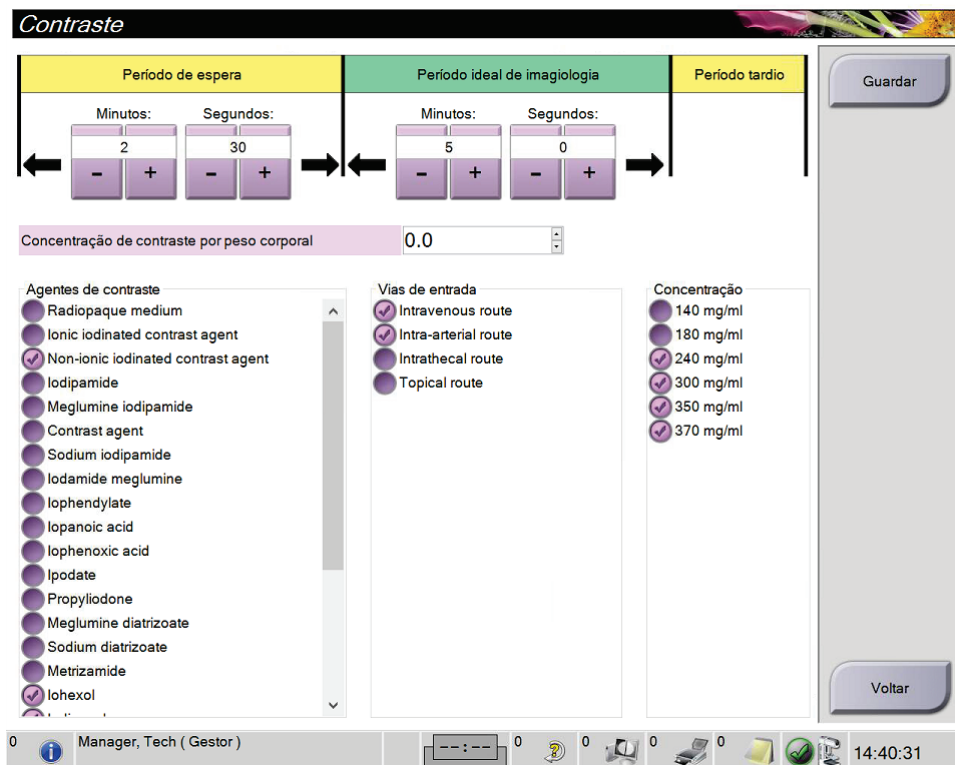 Contraste
Período de espera
Período ideal de imagiologia
Período tardio
Guardar
Minutos:
Segundos:
Minutos:
Segundos:
2
30
5
0
- + - + - + - +
Concentração de contraste por peso corporal
0.0
Agentes de contraste
Radiopaque medium
Ionic iodinated contrast agent
Non-ionic iodinated contrast agent
Iodipamide
Meglumine iodipamide
Contrast agent
Sodium iodipamide
Iodamide meglumine
Iophendylate
Iopanoic acid
Iophenoxic acid
Ipodate
Propyliodone
Meglumine diatrizoate
Sodium diatrizoate
Metrizamide
Iohexol
Vias de entrada
Intravenous route
Intra-arterial route
Intrathecal route
Topical route
Concentração
140 mg/ml
180 mg/ml
240 mg/ml
300 mg/ml
350 mg/ml
370 mg/ml
Voltar
0
Manager, Tech ( Gestor )
--:--
0
0
0
0
14:40:31